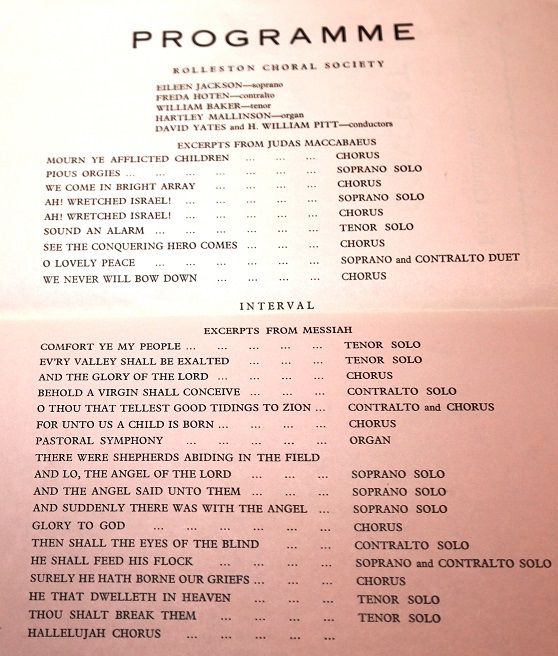 PROGRAMME
ROLLESTON CHORAL SOCIETY
EILEEN JACKSON—soprano
FREDA HOTEN—contralto
WILLIAM BAKER—tenor
HARTLEY MALLINSON—organ
DAVID YATES and H. WILLIAM PITT—conductors
EXCERPTS FROM JUDAS MACCABAEUS
MOURN YE AFFLICTED CHILDREN ... ... ... CHORUS
PIOUS ORGIES ... ... ... ... ... SOPRANO SOLO
WE COME IN BRIGHT ARRAY ... ... ... CHORUS
AH! WRETCHED ISRAEL! ... ... ... ... SOPRANO SOLO
AH! WRETCHED ISRAEL! ... ... ... ... CHORUS
SOUND AN ALARM ... ... ... ... ... TENOR SOLO
SEE THE CONQUERING HERO COMES ... ... ... CHORUS
O LOVELY PEACE ... ... ... ... SOPRANO and CONTRALTO DUET
WE NEVER WILL BOW DOWN ... ... ... CHORUS
INTERVAL
EXCERPTS FROM MESSIAH
COMFORT YE MY PEOPLE ... ... ... ... ... TENOR SOLO
EV'RY VALLEY SHALL BE EXALTED ... ... ... TENOR SOLO
AND THE GLORY OF THE LORD ... ... ... ... CHORUS
BEHOLD A VIRGIN SHALL CONCEIVE ... ... ... CONTRALTO SOLO
O THOU THAT TELLEST GOOD TIDINGS TO ZION ... CONTRALTO and CHORUS
FOR UNTO US A CHILD IS BORN ... ... ... ... CHORUS
PASTORAL SYMPHONY ... ... ... ... ... ORGAN
THERE WERE SHEPHERDS ABIDING IN THE FIELD
AND LO, THE ANGEL OF THE LORD ... ... ... SOPRANO SOLO
AND THE ANGEL SAID UNTO THEM ... ... ... SOPRANO SOLO
AND SUDDENLY THERE WAS WITH THE ANGEL ... ... SOPRANO SOLO
GLORY TO GOD ... ... ... ... ... ... CHORUS
THEN SHALL THE EYES OF THE BLIND ... ... CONTRALTO SOLO
HE SHALL FEED HIS FLOCK ... ... ... ... SOPRANO and CONTRALTO SOLO
SURELY HE HATH BORNE OUR GRIEFS ... ... ... CHORUS
HE THAT DWELLETH IN HEAVEN ... ... ... TENOR SOLO
THOU SHALT BREAK THEM ... ... ... ... TENOR SOLO
HALLELUJAH CHORUS ... ... ... ... ...